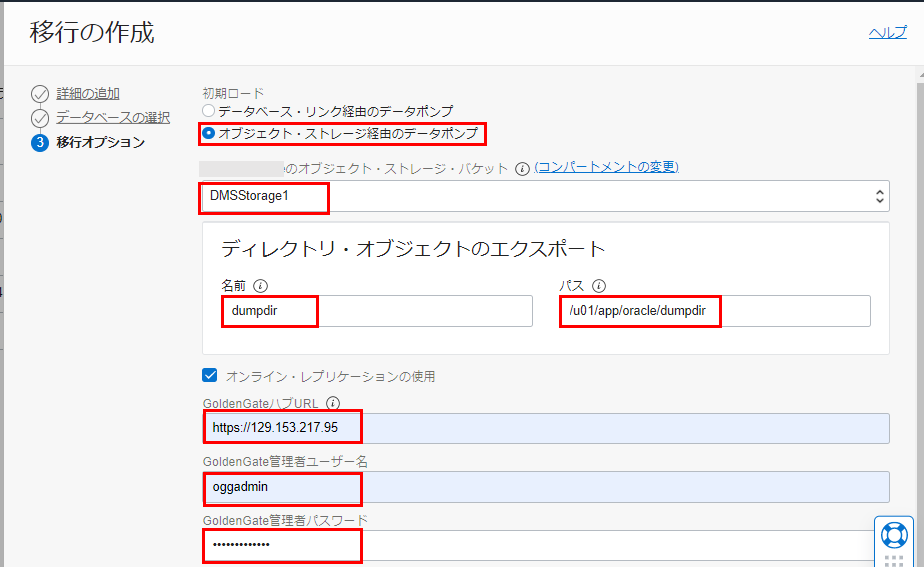 移行の作成
ヘルプ
詳細の追加
データベースの選択
3 移行オプション
初期ロード
データベース・リンク経由のデータポンプ
オブジェクト・ストレージ経由のデータポンプ
のオブジェクト・ストレージ・バケット i (コンパートメントの変更)
DMSStorage1
ディレクトリ・オブジェクトのエクスポート
名前 i
パス i
dumpdir
/u01/app/oracle/dumpdir
オンライン・レプリケーションの使用
GoldenGateハブURL i
https://129.153.217.95
GoldenGate管理者ユーザー名
oggadmin
GoldenGate管理者パスワード
•••••••••••••